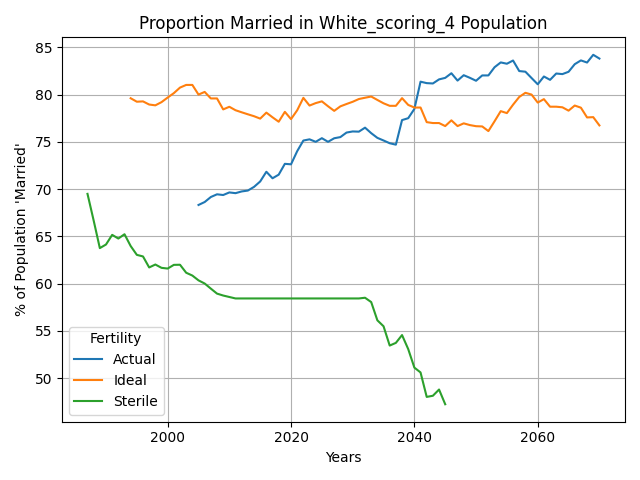 Proportion Married in White_scoring_4 Population
% of Population 'Married'
85
80
75
70
65
60
55
50
Fertility
Actual
Ideal
Sterile
2000
2020
2040
2060
Years